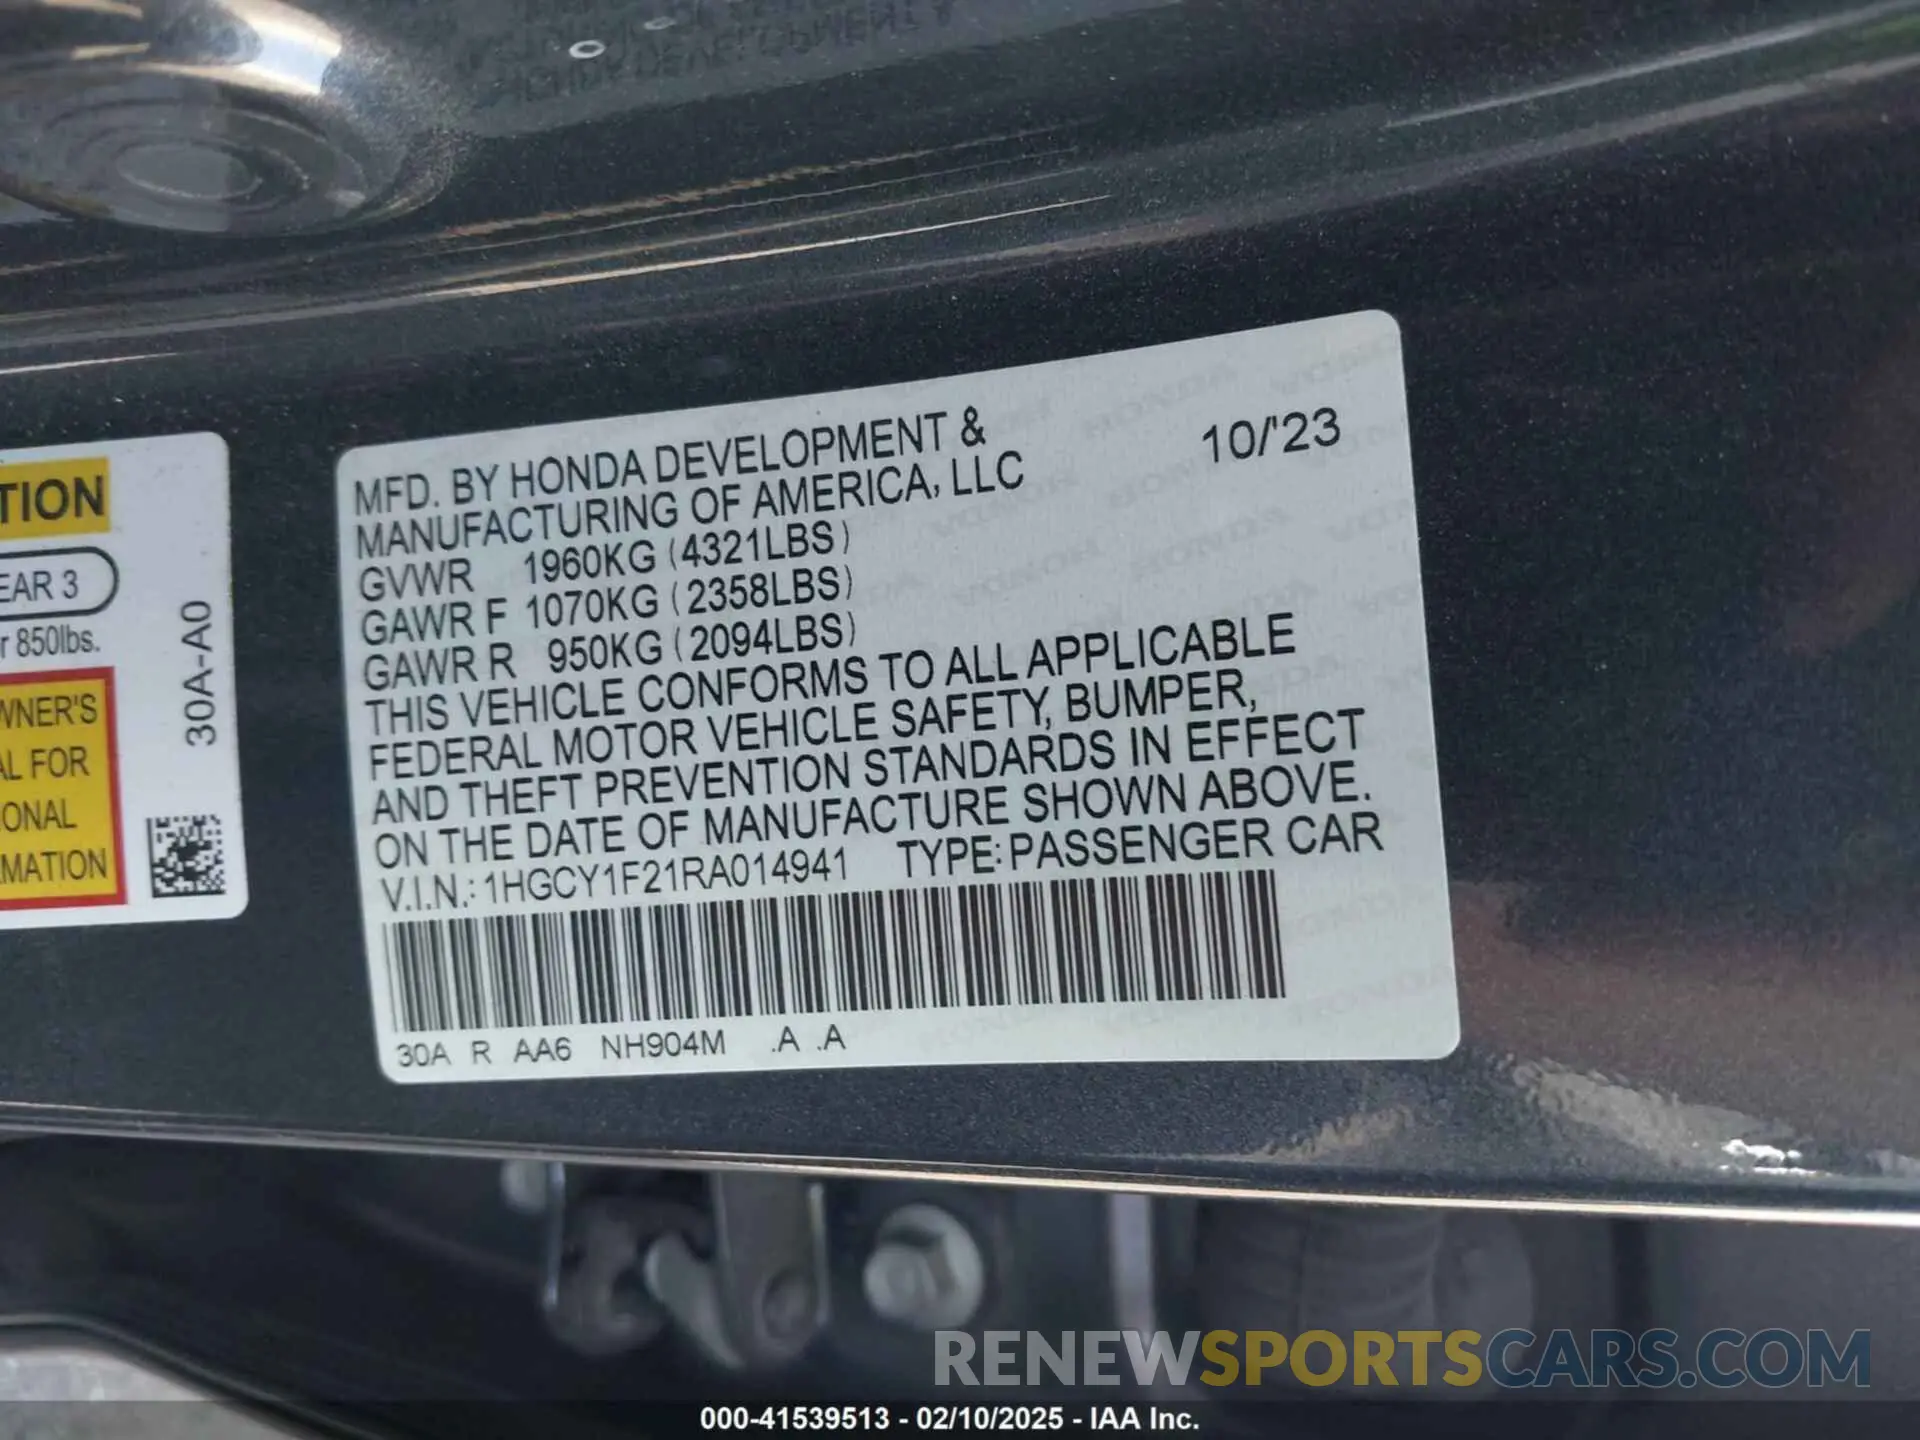 MFD. BY HONDA DEVELOPMENT &
MANUFACTURING OF AMERICA, LLC
10/'23
GVWR 1960KG (4321LBS)
GAWR F 1070KG (2358LBS)
GAWR R 950KG (2094LBS)
THIS VEHICLE CONFORMS TO ALL APPLICABLE
FEDERAL MOTOR VEHICLE SAFETY, BUMPER,
AND THEFT PREVENTION STANDARDS IN EFFECT
ON THE DATE OF MANUFACTURE SHOWN ABOVE.
V.I.N.: 1HGCY1F21RA014941 TYPE: PASSENGER CAR
30A R AA6 NH904M .A .A
TION
EAR 3
r 850lbs.
WNER'S
AL FOR
ONAL
RMATION
30A-A0
RENEWSPORTSCARS.COM
000-41539513 - 02/10/2025 - IAA Inc.